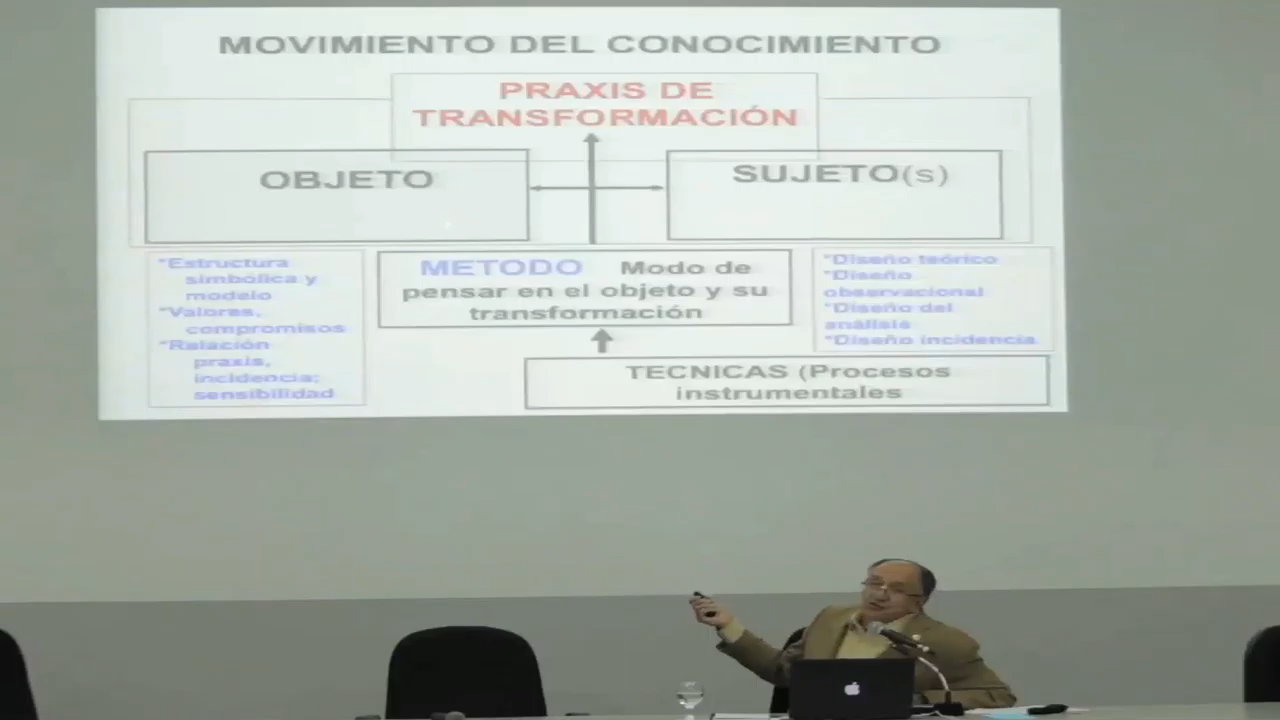 MOVIMIENTO DEL CONOCIMIENTO
PRAXIS DE
TRANSFORMACIÓN
OBJETO
SUJETO(s)
*Estructura
simbólica y
modelo
*Valores,
compromisos
*Relación
praxis,
incidencia;
sensibilidad
METODO Modo de
pensar en el objeto y su
transformación
*Diseño teórico
*Diseño
observacional
*Diseño del
análisis
*Diseño incidencia
TECNICAS (Procesos
instrumentales